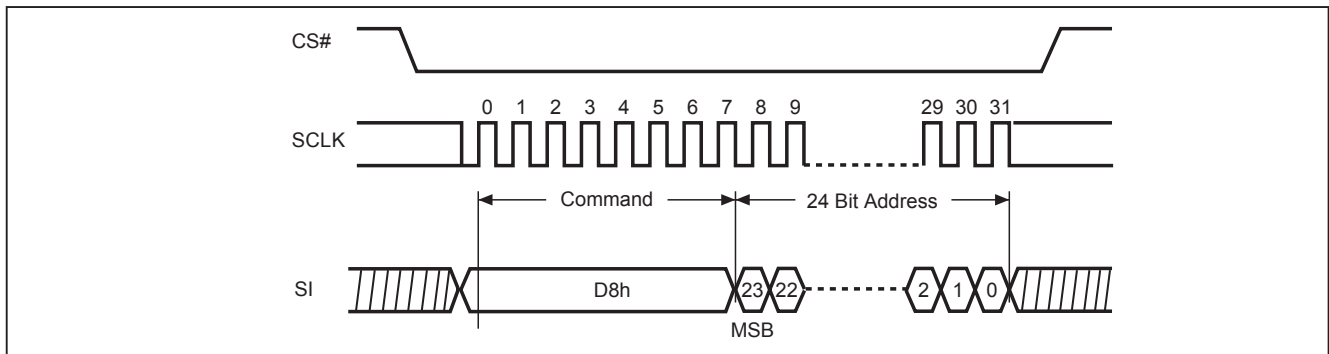 CS#
0 1 2 3 4 5 6 7 8 9 29 30 31
SCLK
Command 24 Bit Address
SI D8h 23 22 2 1 0
MSB